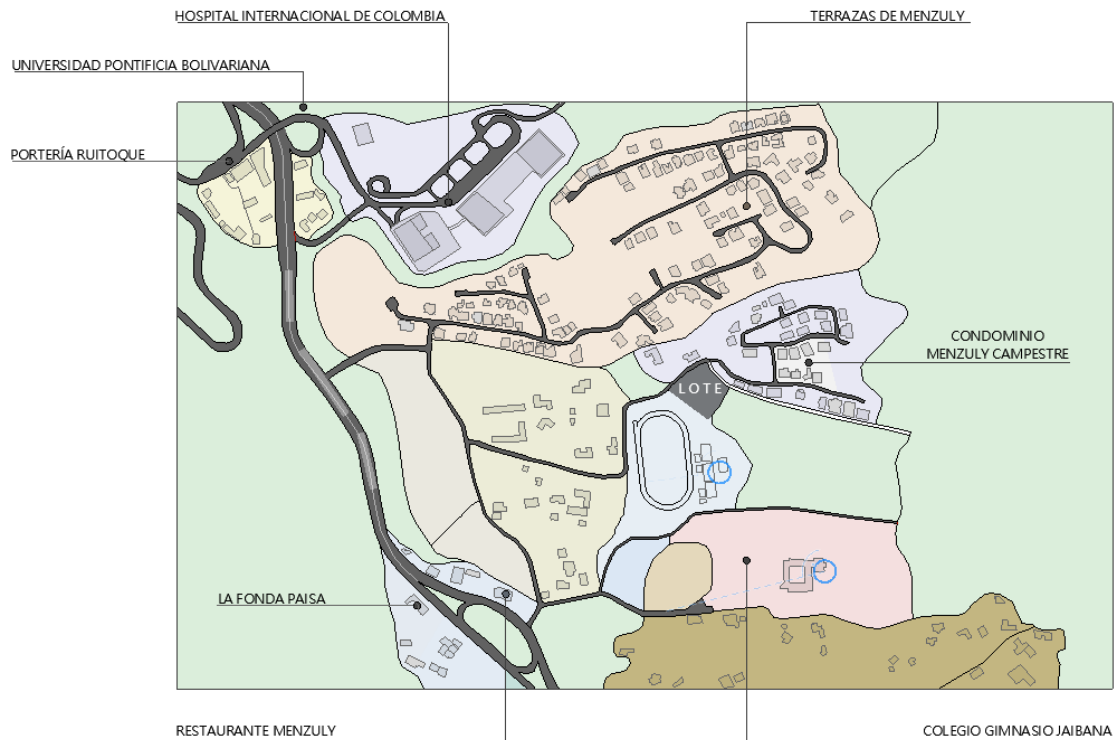 HOSPITAL INTERNACIONAL DE COLOMBIA
TERRAZAS DE MENZULY
UNIVERSIDAD PONTIFICIA BOLIVARIANA
PORTERÍA RUITOQUE
CONDOMINIO
MENZULY CAMPESTRE
LOTE
LA FONDA PAISA
RESTAURANTE MENZULY
COLEGIO GIMNASIO JAIBANA